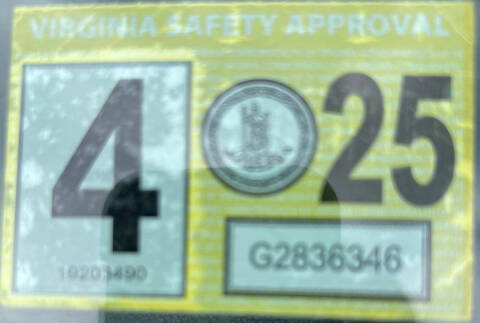 VIRGINIA SAFETY APPROVAL
4 25
19203490
G2836346